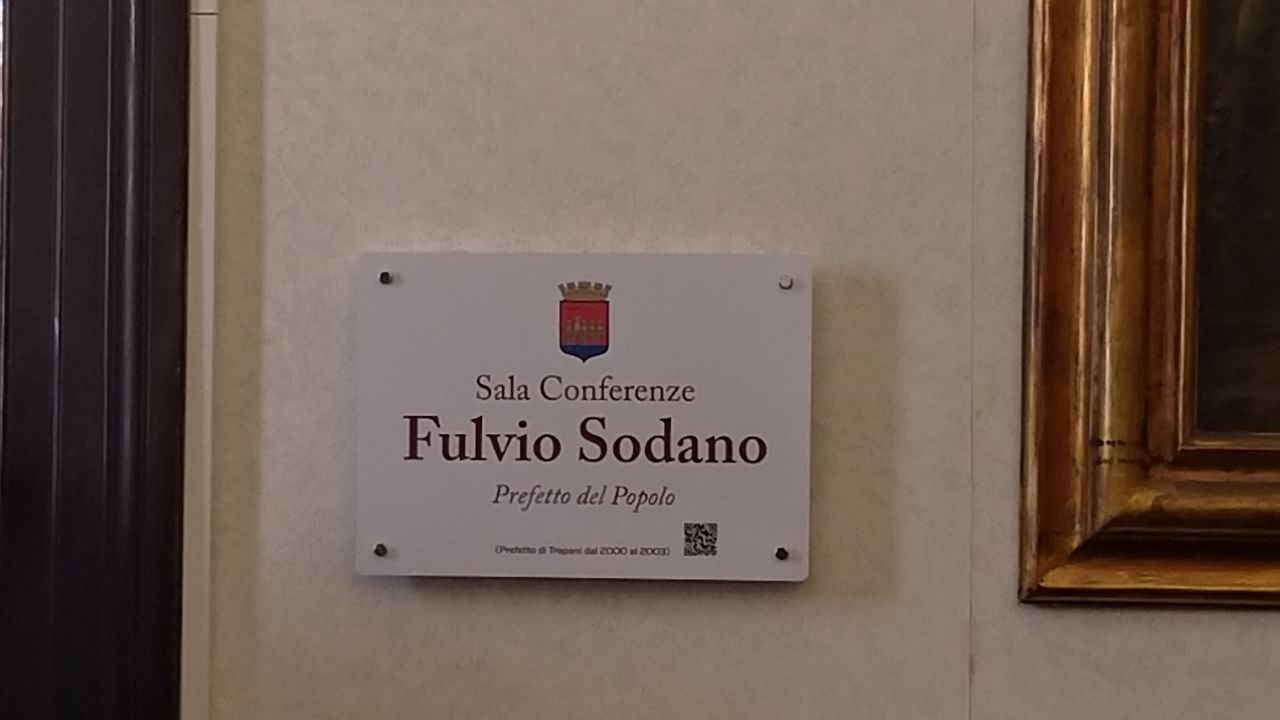 Sala Conferenze
Fulvio Sodano
Prefetto del Popolo
(Prefetto di Trapani dal 2000 al 2003)